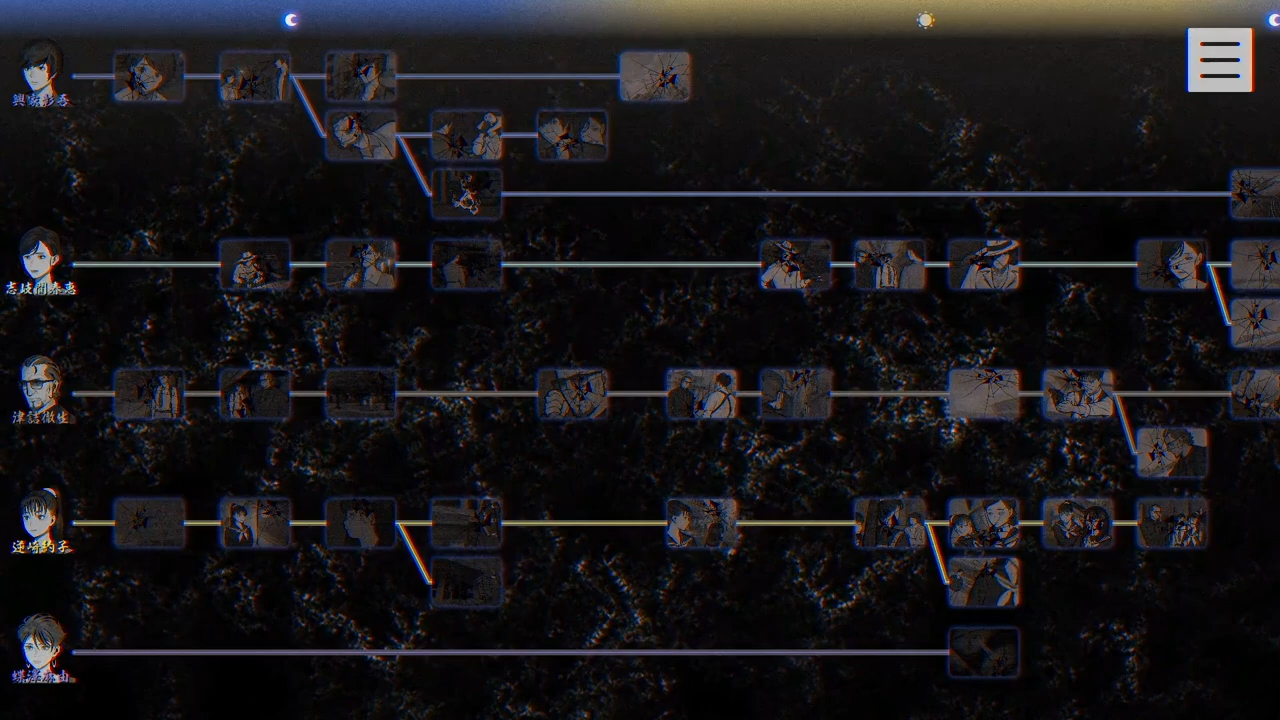 興家彰吾
志岐間春恵
津詰徹生
逆崎約子
蝶澤麻由